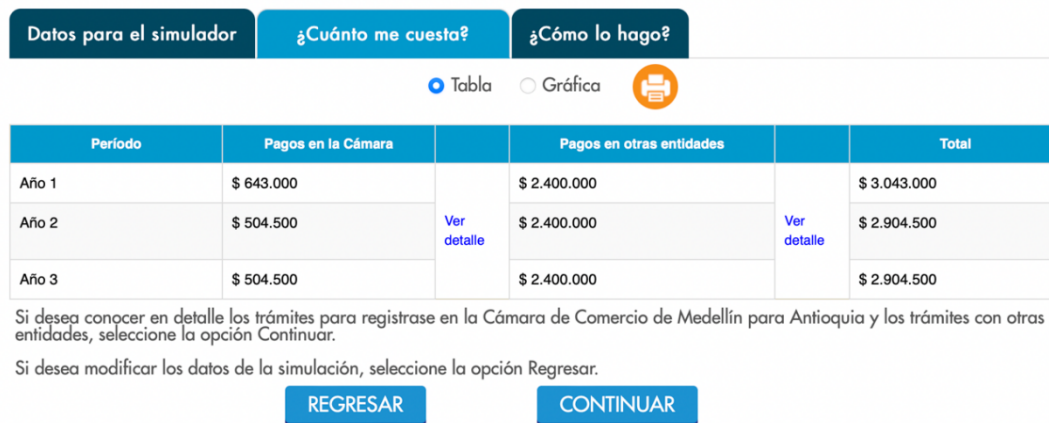 Datos para el simulador
¿Cuánto me cuesta?
¿Cómo lo hago?
Tabla
Gráfica
Período Pagos en la Cámara Pagos en otras entidades Total
Año 1 $ 643.000 $ 2.400.000 $ 3.043.000
Año 2 $ 504.500 Ver detalle $ 2.400.000 Ver detalle $ 2.904.500
Año 3 $ 504.500 $ 2.400.000 $ 2.904.500
Si desea conocer en detalle los trámites para registrase en la Cámara de Comercio de Medellín para Antioquia y los trámites con otras
entidades, seleccione la opción Continuar.
Si desea modificar los datos de la simulación, seleccione la opción Regresar.
REGRESAR
CONTINUAR